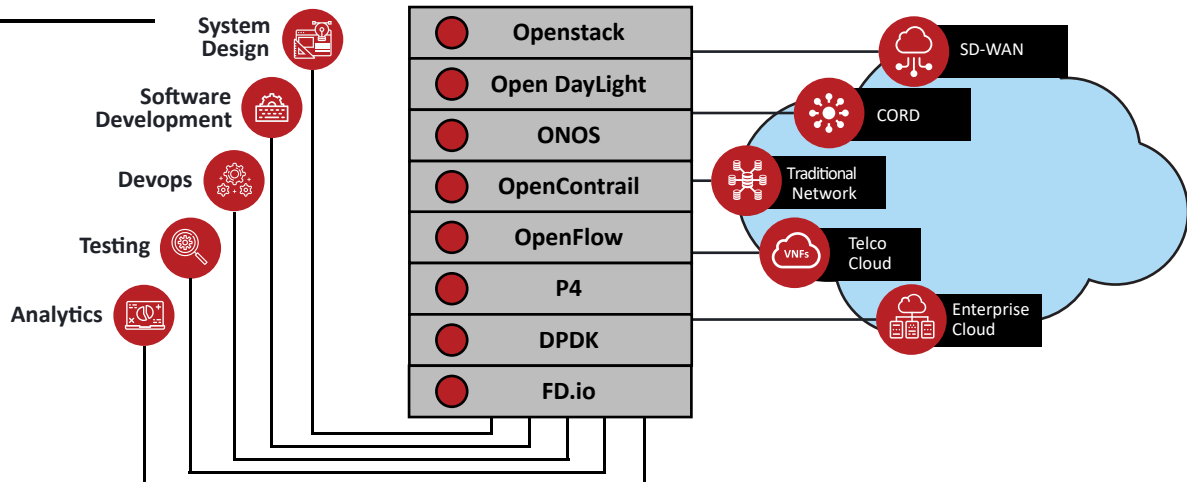 System
Design
Software
Development
Devops
Testing
Analytics
Openstack
Open DayLight
ONOS
OpenContrail
OpenFlow
P4
DPDK
FD.io
SD-WAN
CORD
Traditional
Network
VNFs
Telco
Cloud
Enterprise
Cloud